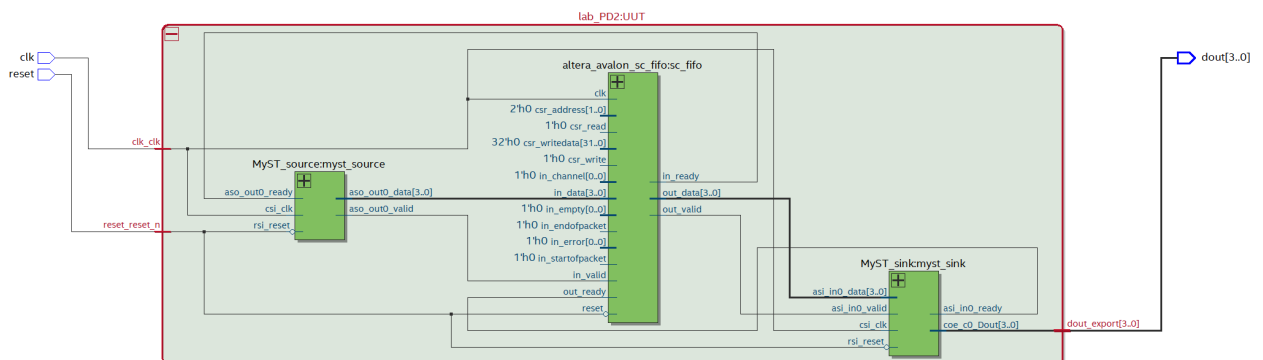 lab_PD2:UUT
clk
reset
dout[3..0]
altera_avalon_sc_fifo:sc_fifo
clk
2'h0 csr_address[1..0]
1'h0 csr_read
32'h0 csr_writedata[31..0]
1'h0 csr_write
1'h0 in_channel[0..0]
in_data[3..0]
1'h0 in_empty[0..0]
1'h0 in_endofpacket
1'h0 in_error[0..0]
1'h0 in_startofpacket
in_valid
out_ready
reset
in_ready
out_data[3..0]
out_valid
clk_clk
reset_reset_n
MyST_source:myst_source
aso_out0_ready
csi_clk
rsi_reset
aso_out0_data[3..0]
aso_out0_valid
MyST_sink:myst_sink
asi_in0_data[3..0]
asi_in0_valid
csi_clk
rsi_reset
asi_in0_ready
coe_c0_Dout[3..0]
dout_export[3..0]